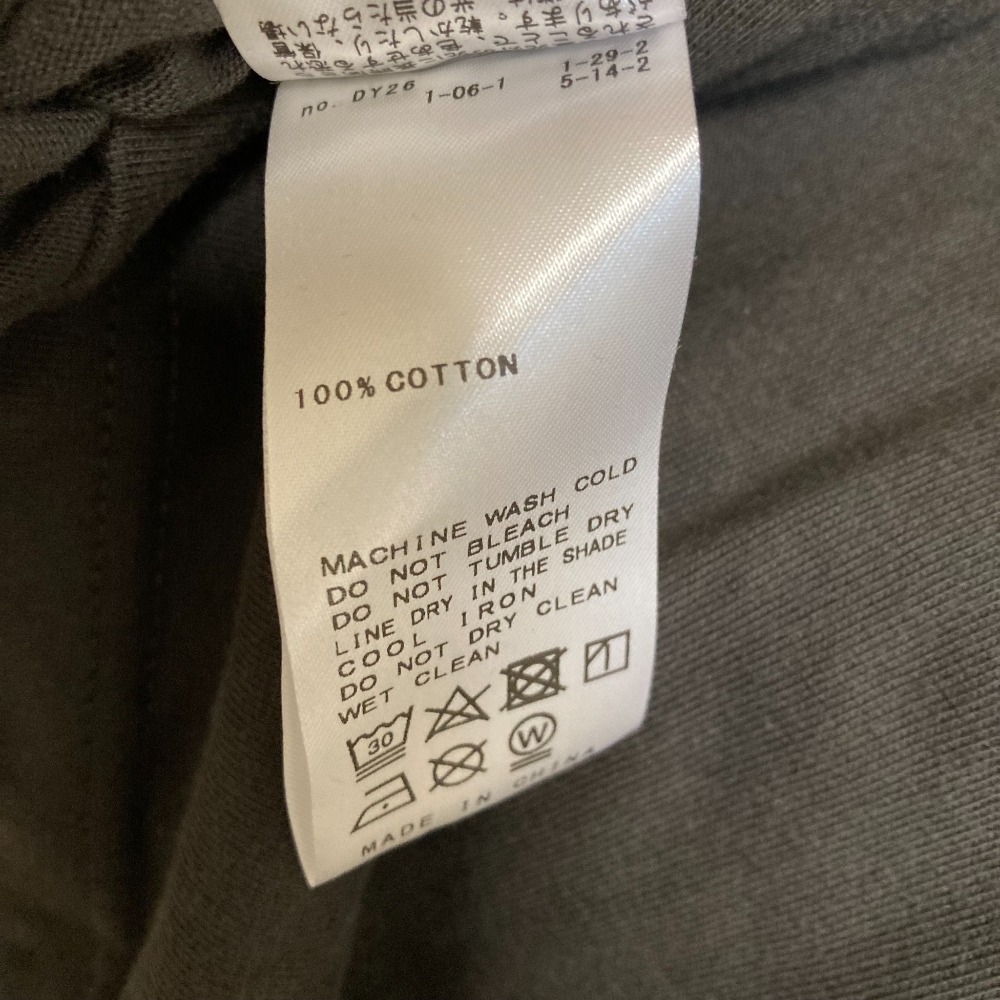 no. DY26 1-06-1 1-29-2
5-14-2
100% COTTON
MACHINE WASH COLD
DO NOT BLEACH
DO NOT TUMBLE DRY
LINE DRY IN THE SHADE
COOL IRON
DO NOT DRY CLEAN
WET CLEAN
30
W
MADE IN CHINA